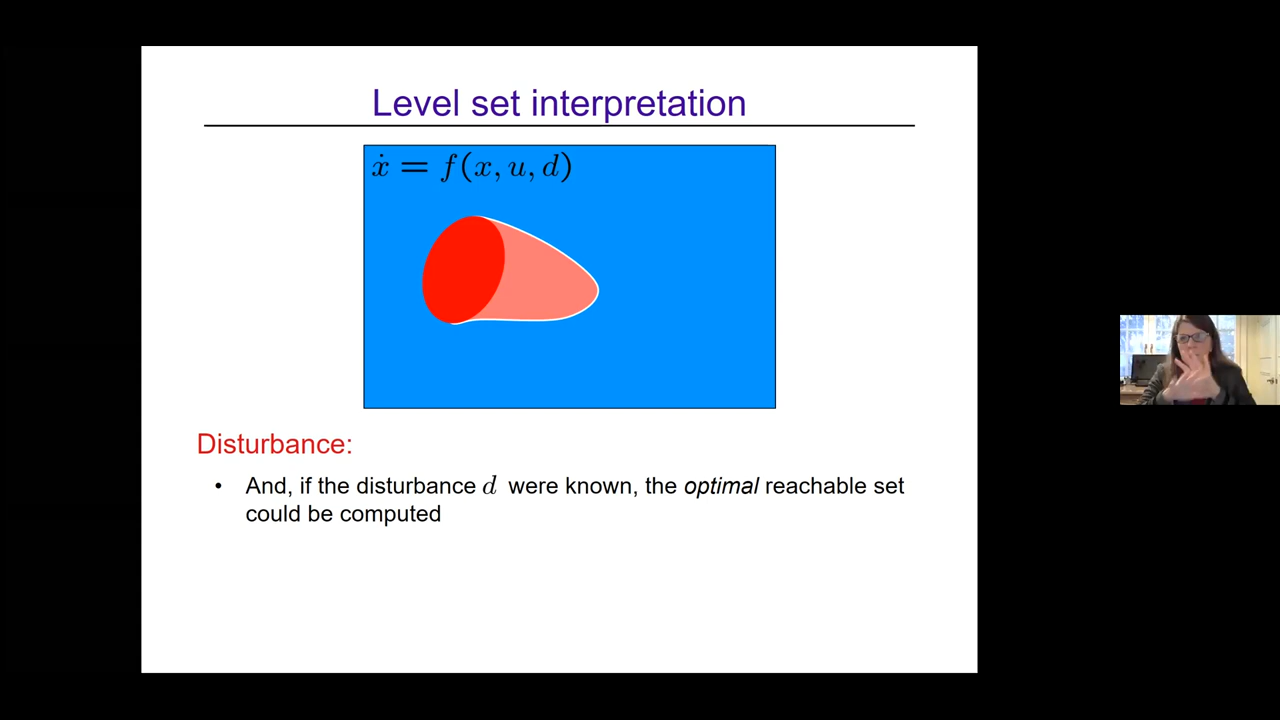 Level set interpretation
ẋ = f(x, u, d)
Disturbance:
• And, if the disturbance d were known, the optimal reachable set
could be computed